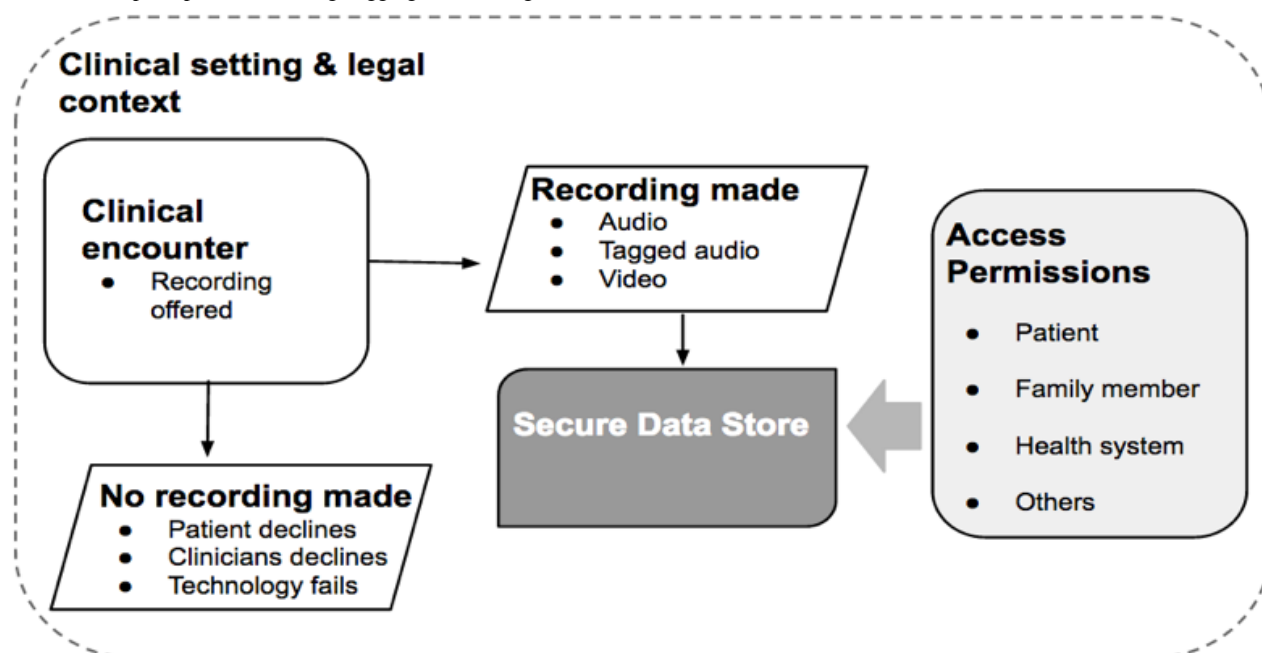 Clinical setting & legal
context
Clinical
encounter
● Recording
offered
Recording made
● Audio
● Tagged audio
● Video
Access
Permissions
● Patient
● Family member
● Health system
● Others
Secure Data Store
No recording made
● Patient declines
● Clinicians declines
● Technology fails